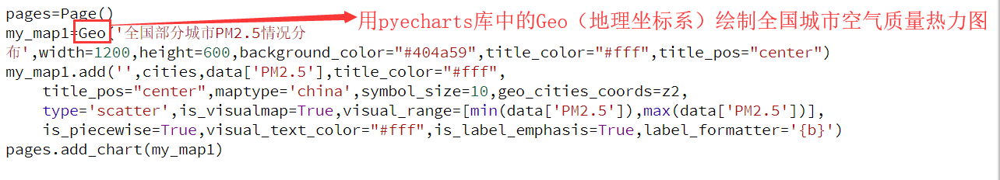 pages=Page()
my_map1=Geo('全国部分城市PM2.5情况分
用pyecharts库中的Geo（地理坐标系）绘制全国城市空气质量热力图
布',width=1200,height=600,background_color="#404a59",title_color="#fff",title_pos="center")
my_map1.add('',cities,data['PM2.5'],title_color="#fff",
title_pos="center",maptype='china',symbol_size=10,geo_cities_coords=z2,
type='scatter',is_visualmap=True,visual_range=[min(data['PM2.5']),max(data['PM2.5'])],
is_piecewise=True,visual_text_color="#fff",is_label_emphasis=True,label_formatter='{b}')
pages.add_chart(my_map1)